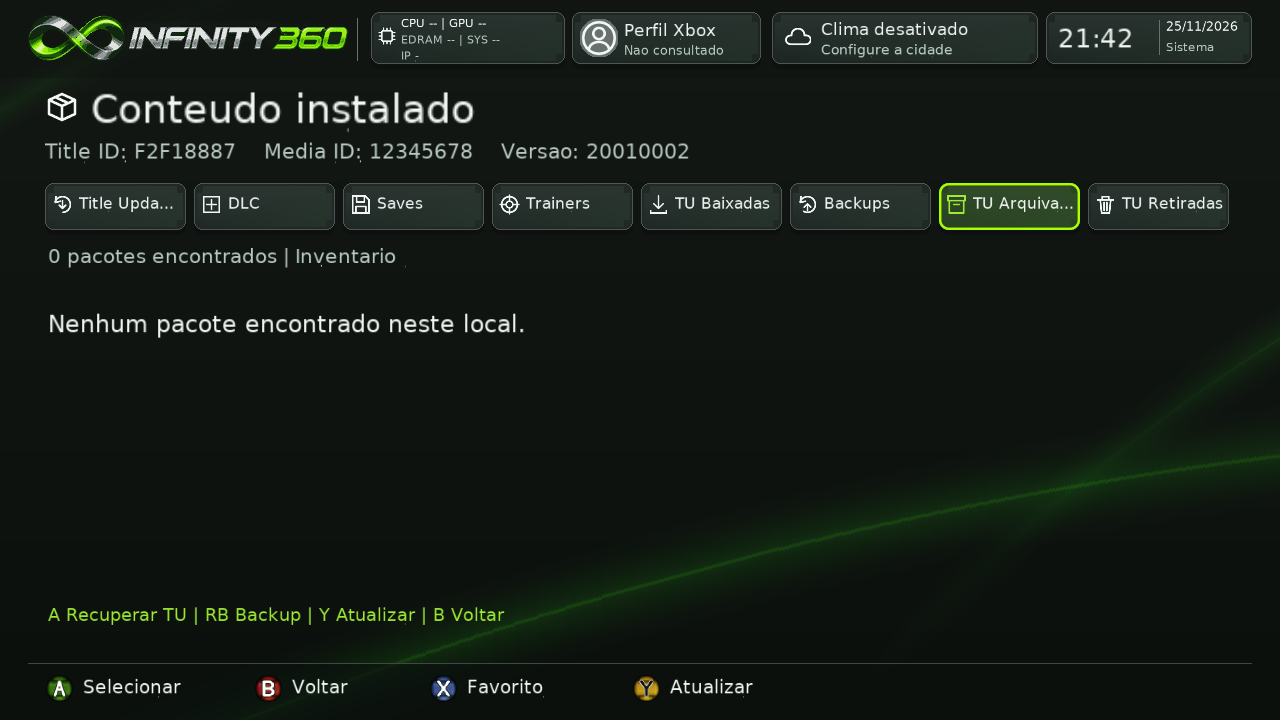 INFINITY 360
CPU -- | GPU --
EDRAM -- | SYS --
IP -
Perfil Xbox
Nao consultado
Clima desativado
Configure a cidade
21:42
25/11/2026
Sistema
Conteudo instalado
Title ID: F2F18887 Media ID: 12345678 Versao: 20010002
Title Upda... DLC Saves Trainers TU Baixadas Backups TU Arquiva... TU Retiradas
0 pacotes encontrados | Inventario
Nenhum pacote encontrado neste local.
A Recuperar TU | RB Backup | Y Atualizar | B Voltar
A Selecionar B Voltar X Favorito Y Atualizar